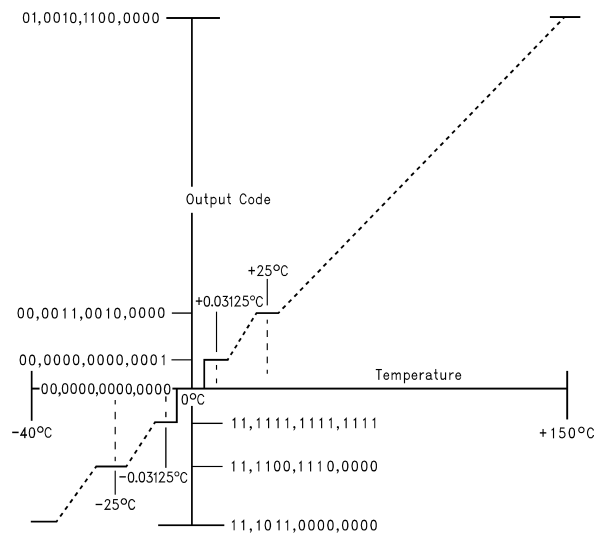 01,0010,1100,0000
Output Code
+25°C
+0.03125°C
00,0011,0010,0000
00,0000,0000,0001
Temperature
00,0000,0000,0000
0°C
-40°C
+150°C
11,1111,1111,1111
11,1100,1110,0000
-0.03125°C
-25°C
11,1011,0000,0000